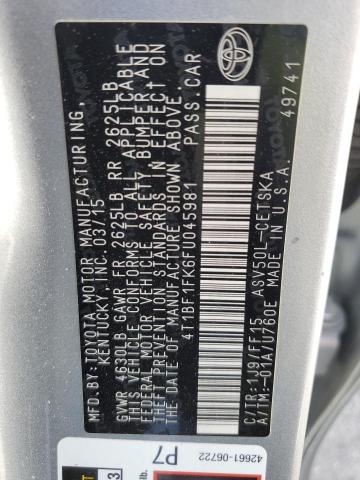 MFD.BY:TOYOTA MOTOR MANUFACTURING,
KENTUCKY, INC. 03/15
GVWR 4630LB GAWR FR 2625LB RR 2625LB
THIS VEHICLE CONFORMS TO ALL APPLICABLE
FEDERAL MOTOR VEHICLE SAFETY, BUMPER, AND
THEFT PREVENTION STANDARDS IN EFFECT ON
THE DATE OF MANUFACTURE SHOWN ABOVE.
4T1BF1FK6FU045981 PASS. CAR
C/TR:1J9/FF15 ASV50L-CETSKA
A/TM:-01A/U760E MADE IN U.S.A.
49741
42661-06722
P7
lb.